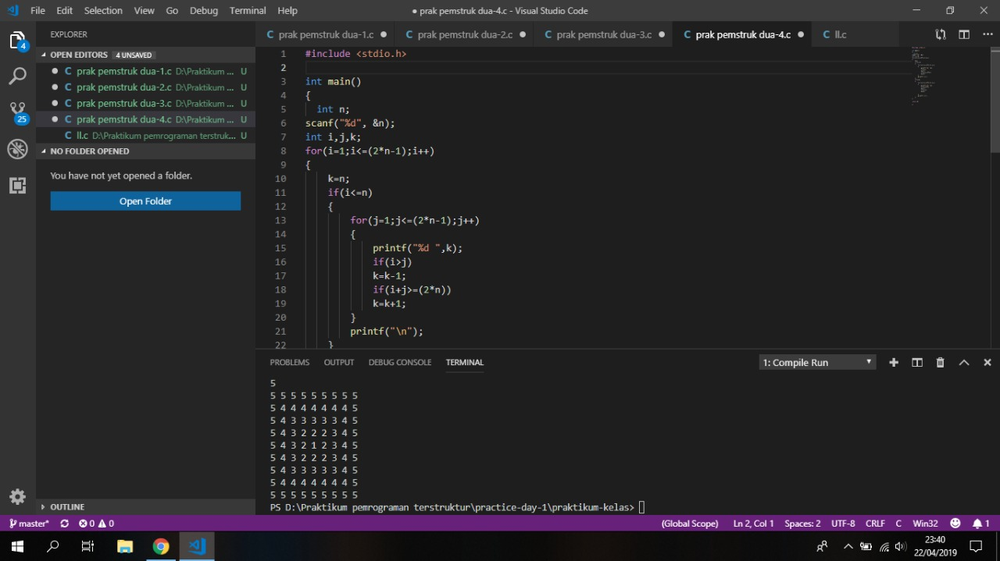 File Edit Selection View Go Debug Terminal Help
● prak pemstruk dua-4.c - Visual Studio Code
EXPLORER
OPEN EDITORS 4 UNSAVED
● C prak pemstruk dua-1.c D:\Praktikum ... U
● C prak pemstruk dua-2.c D:\Praktikum ... U
● C prak pemstruk dua-3.c D:\Praktikum ... U
● C prak pemstruk dua-4.c D:\Praktikum ... U
C ll.c D:\Praktikum pemrograman terstruk... U
NO FOLDER OPENED
You have not yet opened a folder.
Open Folder
OUTLINE
4
25
C prak pemstruk dua-1.c ● C prak pemstruk dua-2.c ● C prak pemstruk dua-3.c ● C prak pemstruk dua-4.c ● C ll.c
1 #include <stdio.h>
2
3 int main()
4 {
5 int n;
6 scanf("%d", &n);
7 int i,j,k;
8 for(i=1;i<=(2*n-1);i++)
9 {
10 k=n;
11 if(i<=n)
12 {
13 for(j=1;j<=(2*n-1);j++)
14 {
15 printf("%d ",k);
16 if(i>j)
17 k=k-1;
18 if(i+j>=(2*n))
19 k=k+1;
20 }
21 printf("\n");
22 }
PROBLEMS OUTPUT DEBUG CONSOLE TERMINAL
1: Compile Run
5
5 5 5 5 5 5 5 5 5
5 4 4 4 4 4 4 4 5
5 4 3 3 3 3 3 4 5
5 4 3 2 2 2 3 4 5
5 4 3 2 1 2 3 4 5
5 4 3 2 2 2 3 4 5
5 4 3 3 3 3 3 4 5
5 4 4 4 4 4 4 4 5
5 5 5 5 5 5 5 5 5
PS D:\Praktikum pemrograman terstruktur\practice-day-1\praktikum-kelas>
master* 0 0
(Global Scope) Ln 2, Col 1 Spaces: 2 UTF-8 CRLF C Win32 1
23:40
22/04/2019